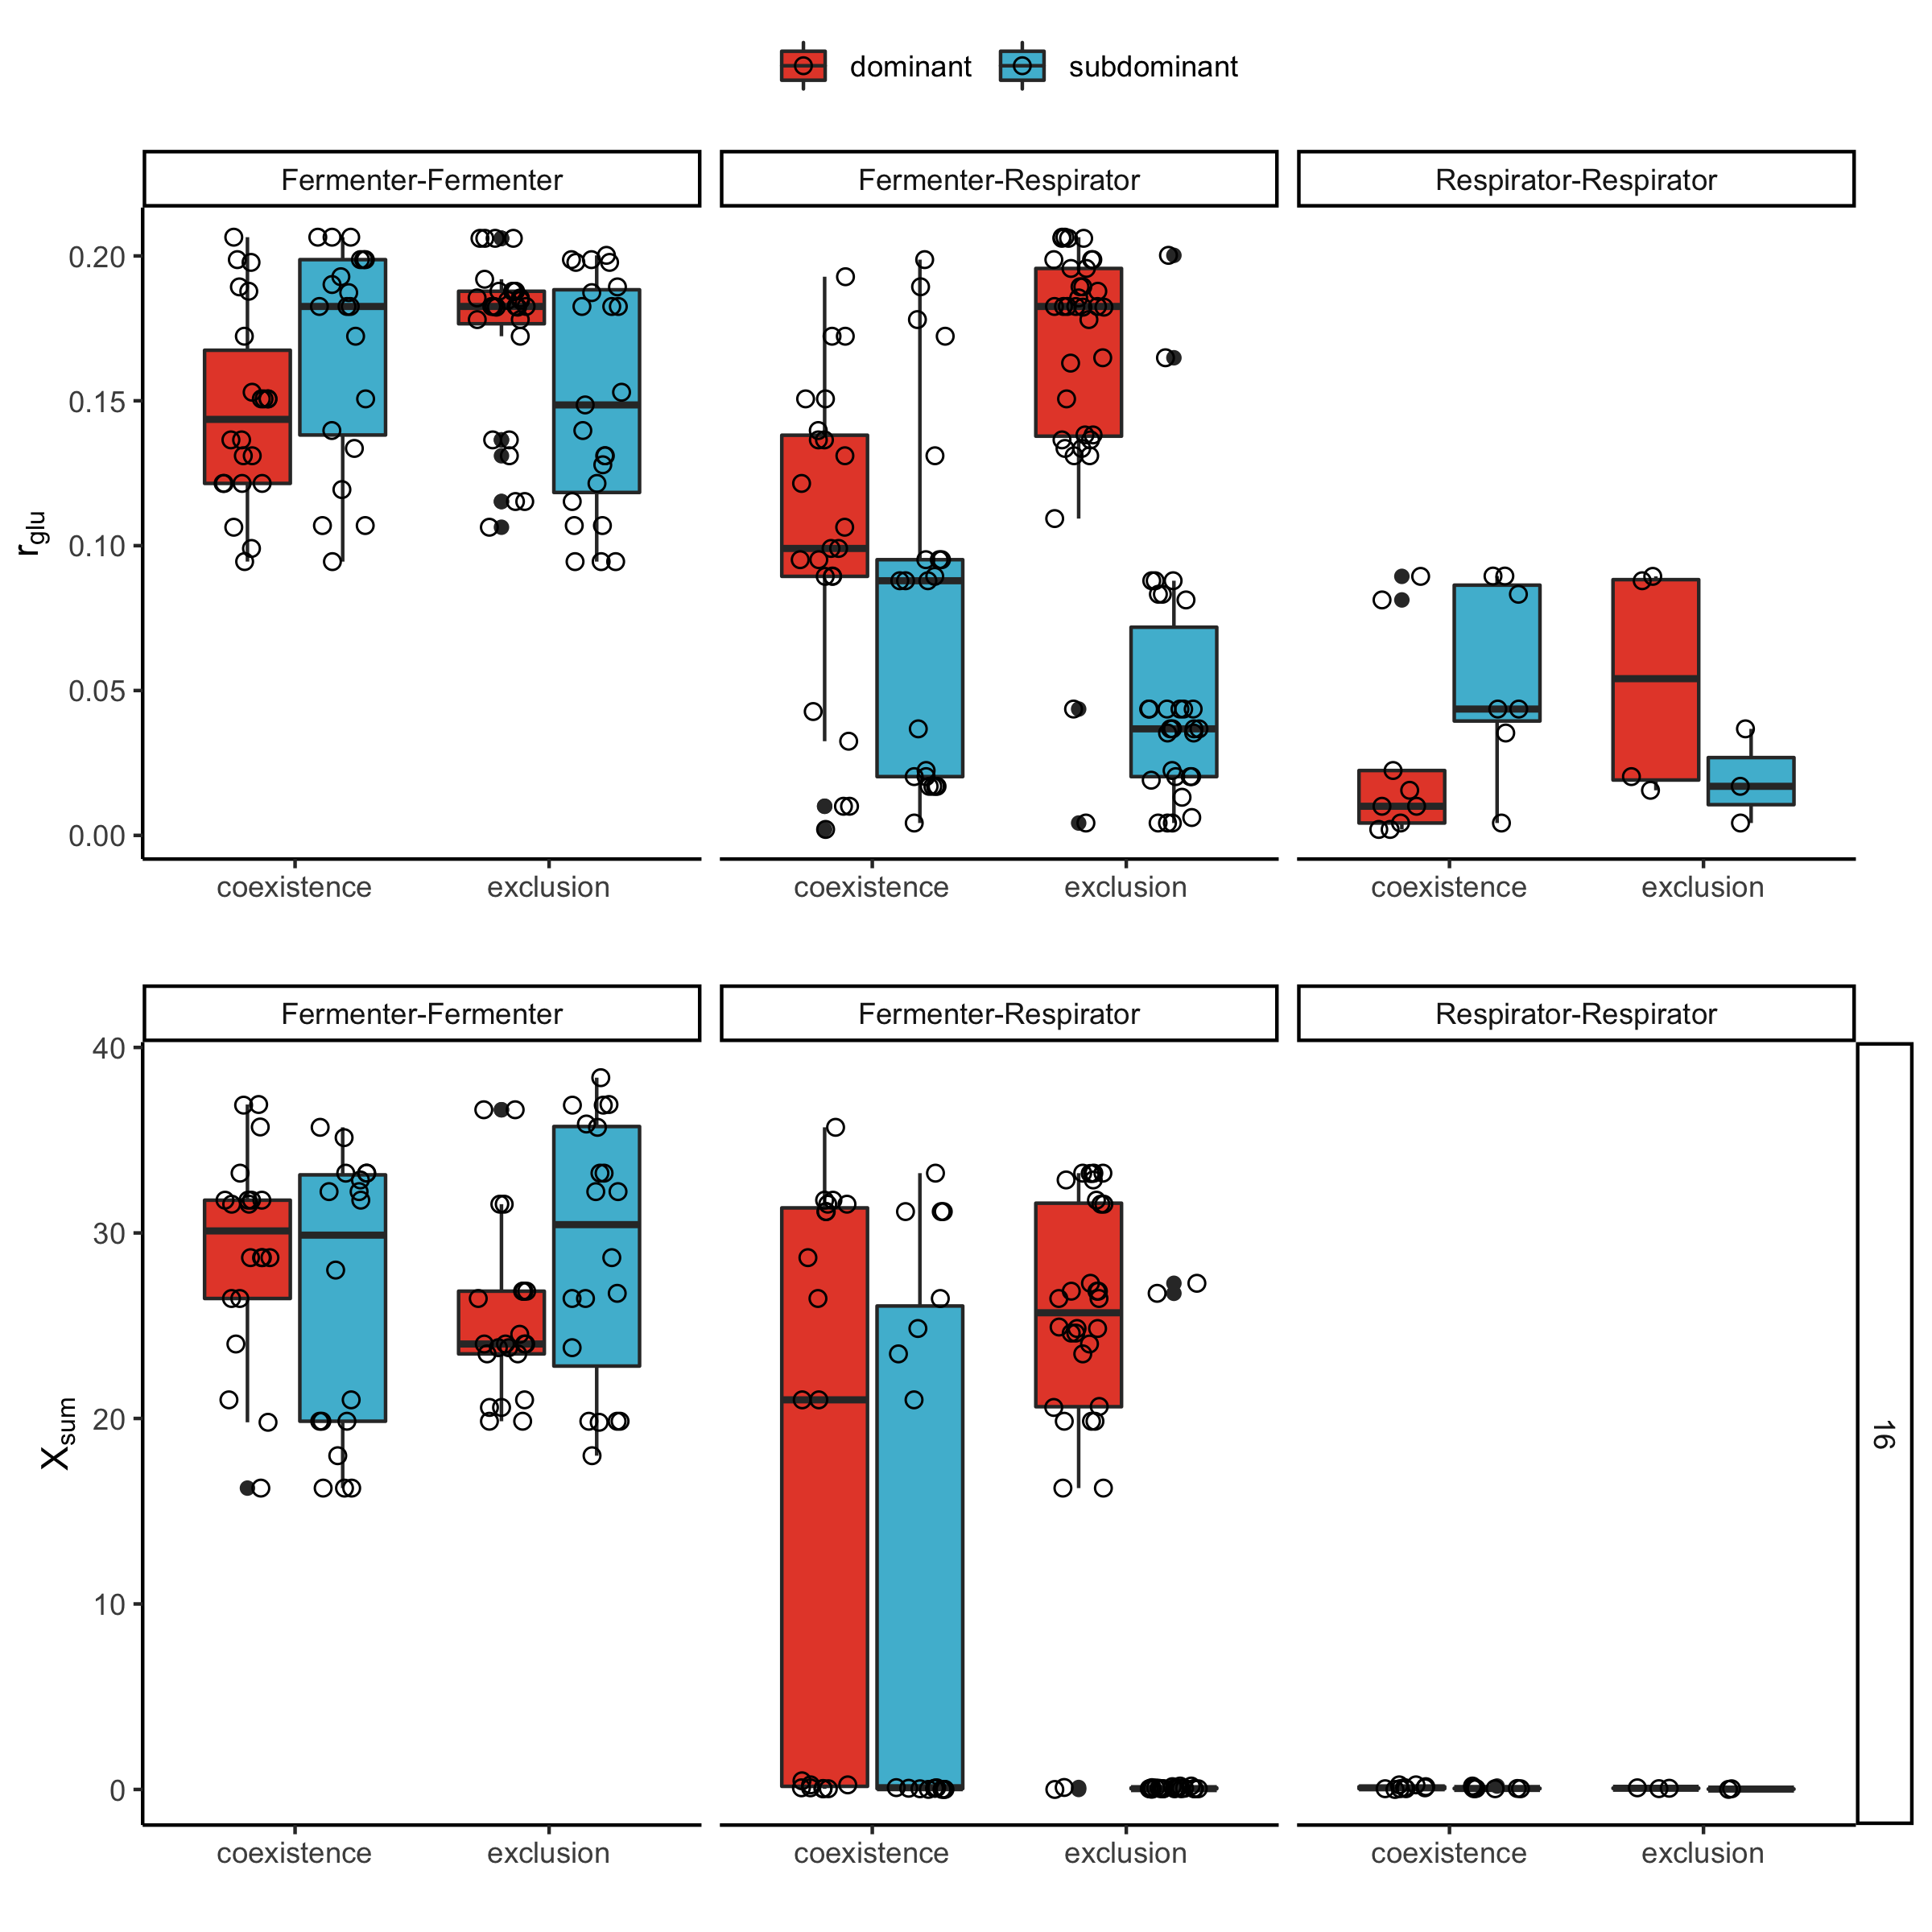 dominant subdominant
Fermenter-Fermenter Fermenter-Respirator Respirator-Respirator
0.20
0.15
0.10
0.05
0.00
rglu
coexistence exclusion coexistence exclusion coexistence exclusion
Fermenter-Fermenter Fermenter-Respirator Respirator-Respirator
40
30
20
10
0
Xsum
16
coexistence exclusion coexistence exclusion coexistence exclusion